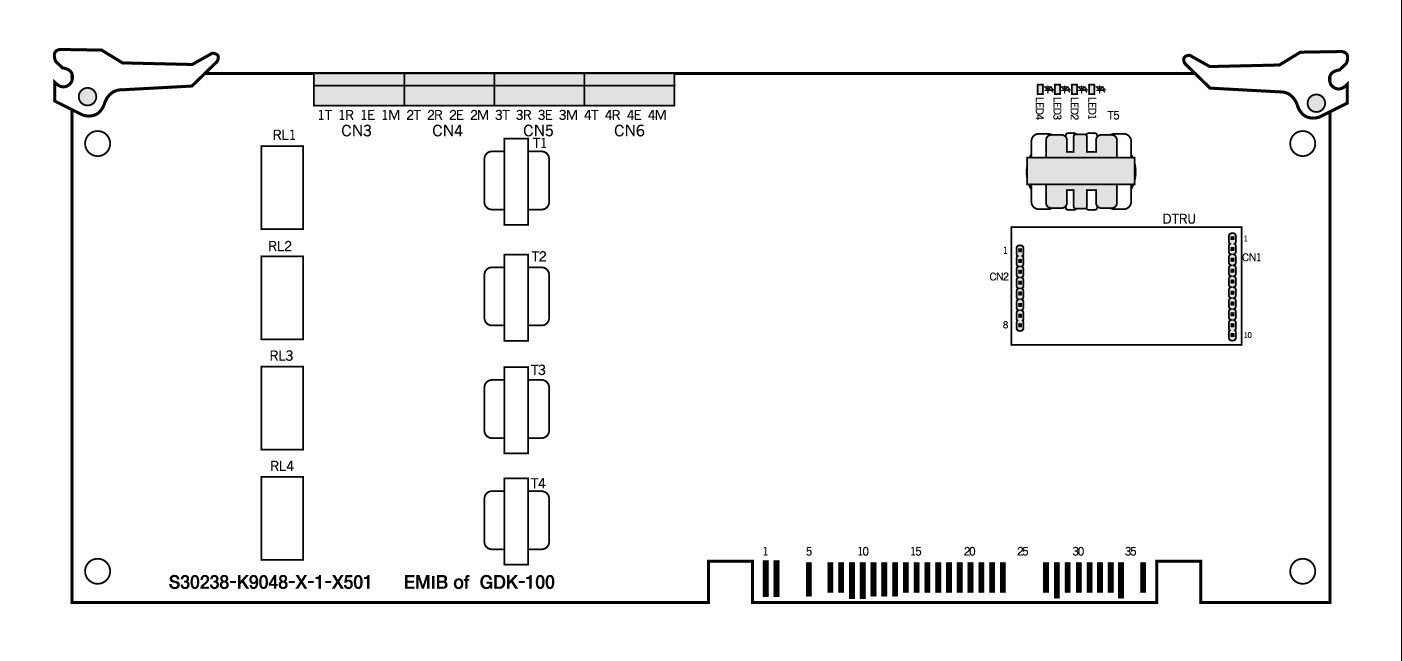 1T 1R 1E 1M 2T 2R 2E 2M 3T 3R 3E 3M 4T 4R 4E 4M
CN3 CN4 CN5 CN6
LED4 LED3 LED2 LED1 T5
RL1
T1
DTRU
RL2
T2
1
CN2
8
1
CN1
10
RL3
T3
RL4
T4
1 5 10 15 20 25 30 35
S30238-K9048-X-1-X501 EMIB of GDK-100